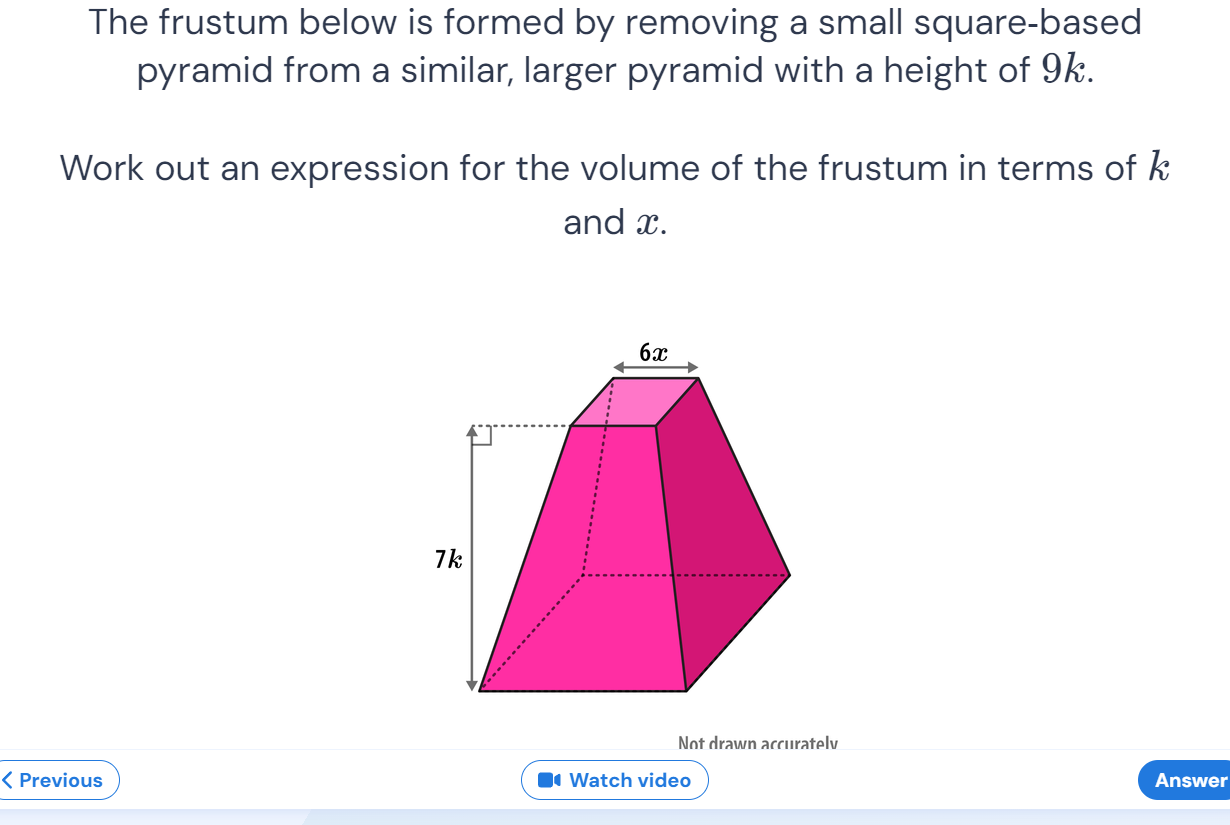 The frustum below is formed by removing a small square-based
pyramid from a similar, larger pyramid with a height of 9k.
Work out an expression for the volume of the frustum in terms of k
and x.
6x
7k
Not drawn accurately
Previous
Watch video
Answer